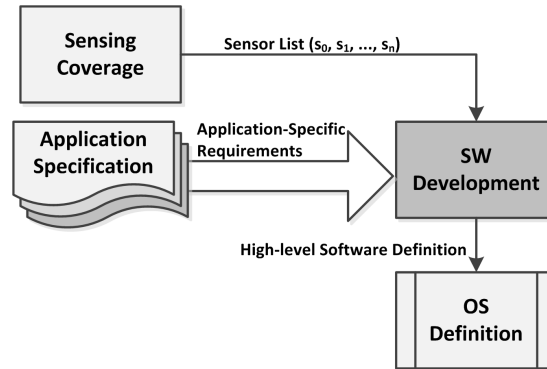 Sensing
Coverage
Sensor List (s₀, s₁, ..., sₙ)
Application
Specification
Application-Specific
Requirements
SW
Development
High-level Software Definition
OS
Definition